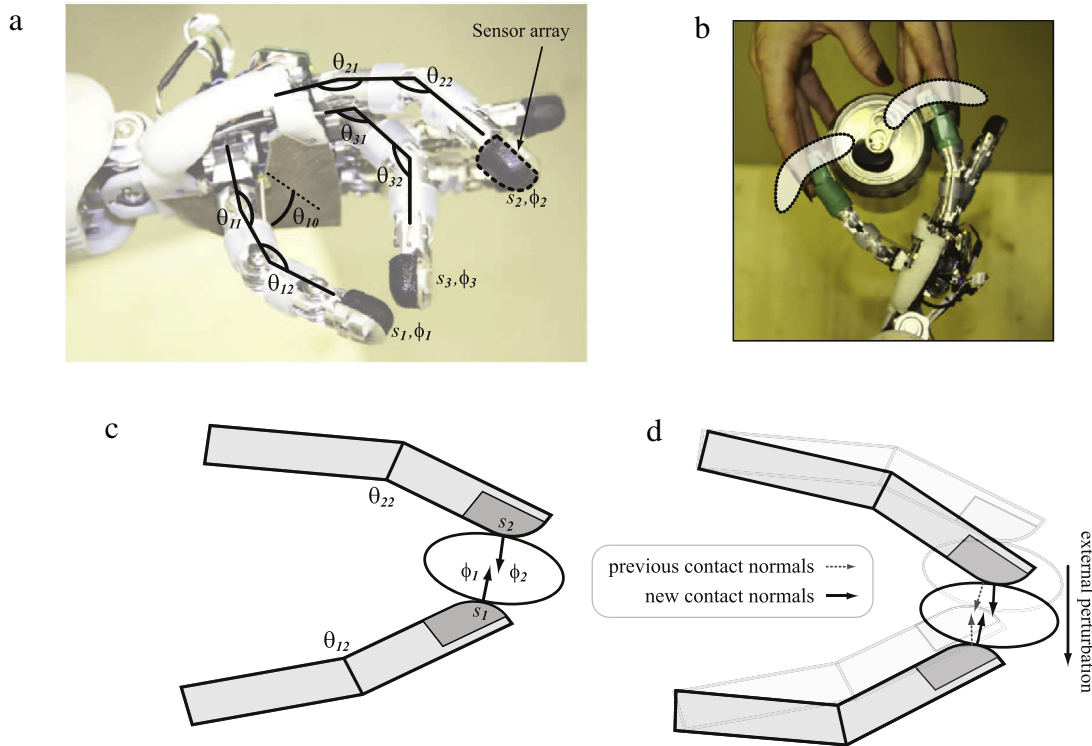 a
Sensor array
θ21
θ22
θ31
θ32
θ11
θ10
θ12
s2,ϕ2
s3,ϕ3
s1,ϕ1
b
c
θ22
s2
ϕ1
ϕ2
s1
θ12
d
previous contact normals
new contact normals
external perturbation